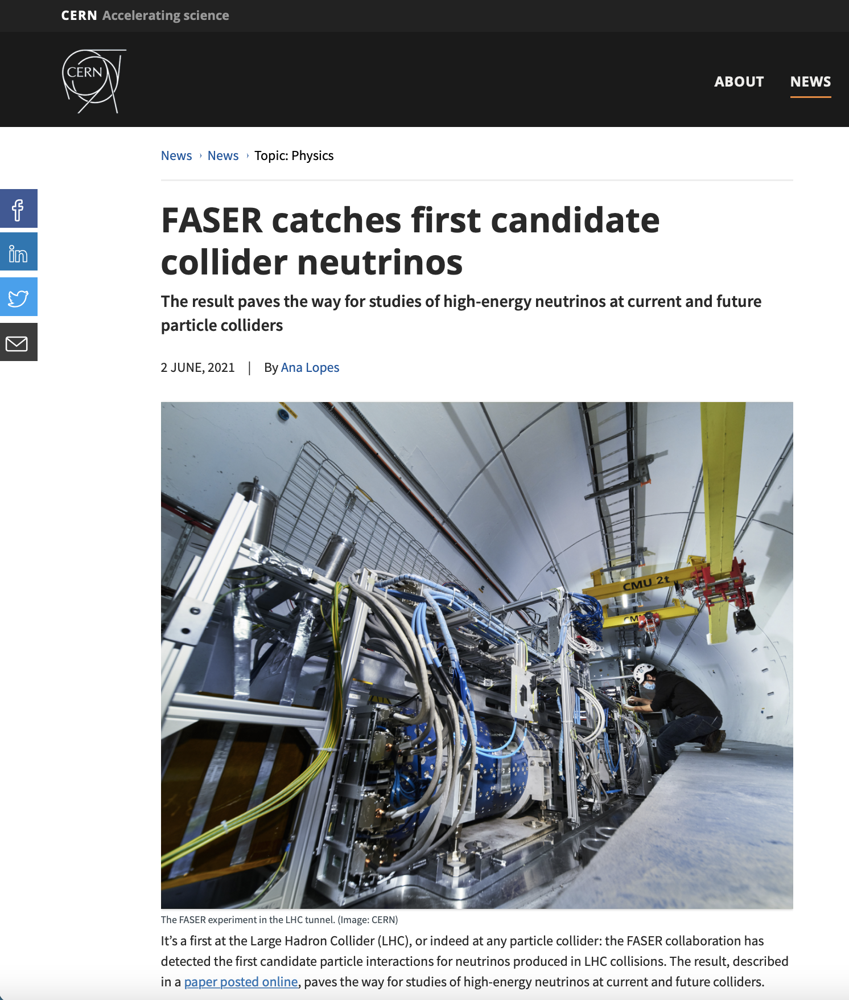 CERN Accelerating science
CERN
ABOUT NEWS
News › News › Topic: Physics
FASER catches first candidate
collider neutrinos
The result paves the way for studies of high-energy neutrinos at current and future
particle colliders
2 JUNE, 2021 | By Ana Lopes
CMU 2t
CM
The FASER experiment in the LHC tunnel. (Image: CERN)
It’s a first at the Large Hadron Collider (LHC), or indeed at any particle collider: the FASER collaboration has
detected the first candidate particle interactions for neutrinos produced in LHC collisions. The result, described
in a paper posted online, paves the way for studies of high-energy neutrinos at current and future colliders.